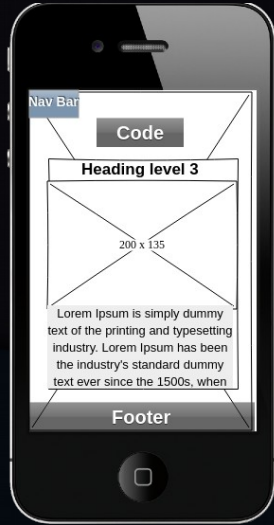 Nav Bar
Code
Heading level 3
200 x 135
Lorem Ipsum is simply dummy
text of the printing and typesetting
industry. Lorem Ipsum has been
the industry's standard dummy
text ever since the 1500s, when
Footer